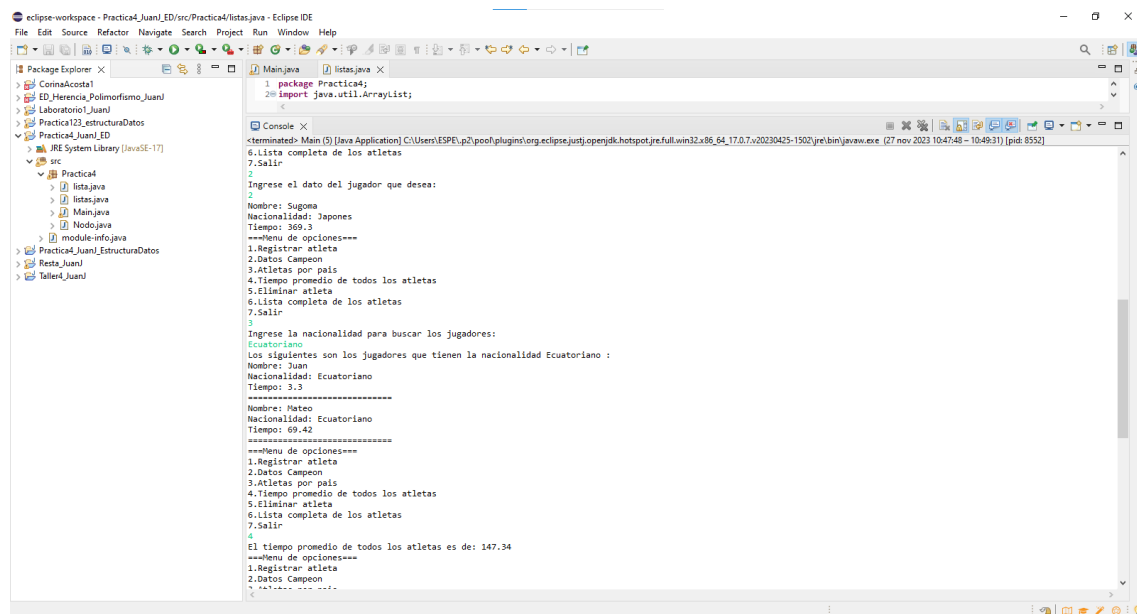 eclipse-workspace - Practica4_JuanJ_ED/src/Practica4/listas.java - Eclipse IDE
File Edit Source Refactor Navigate Search Project Run Window Help
Package Explorer
CorinaAcosta1
ED_Herencia_Polimorfismo_JuanJ
Laboratorio1_JuanJ
Practica123_estructuraDatos
Practica4_JuanJ_ED
JRE System Library [JavaSE-17]
src
Practica4
lista.java
listas.java
Main.java
Nodo.java
module-info.java
Practica4_JuanJ_EstructuraDatos
Resta_JuanJ
Taller4_JuanJ
Main.java listas.java
1 package Practica4;
2 import java.util.ArrayList;
Console
<terminated> Main (5) [Java Application] C:\Users\ESPE\.p2\pool\plugins\org.eclipse.justj.openjdk.hotspot.jre.full.win32.x86_64_17.0.7.v20230425-1502\jre\bin\javaw.exe (27 nov 2023 10:47:48 – 10:49:31) [pid: 8552]
6.Lista completa de los atletas
7.Salir
2
Ingrese el dato del jugador que desea:
2
Nombre: Sugoma
Nacionalidad: Japones
Tiempo: 369.3
===Menu de opciones===
1.Registrar atleta
2.Datos Campeon
3.Atletas por pais
4.Tiempo promedio de todos los atletas
5.Eliminar atleta
6.Lista completa de los atletas
7.Salir
3
Ingrese la nacionalidad para buscar los jugadores:
Ecuatoriano
Los siguientes son los jugadores que tienen la nacionalidad Ecuatoriano :
Nombre: Juan
Nacionalidad: Ecuatoriano
Tiempo: 3.3
=============================
Nombre: Mateo
Nacionalidad: Ecuatoriano
Tiempo: 69.42
=============================
===Menu de opciones===
1.Registrar atleta
2.Datos Campeon
3.Atletas por pais
4.Tiempo promedio de todos los atletas
5.Eliminar atleta
6.Lista completa de los atletas
7.Salir
4
El tiempo promedio de todos los atletas es de: 147.34
===Menu de opciones===
1.Registrar atleta
2.Datos Campeon
3.Atletas por pais